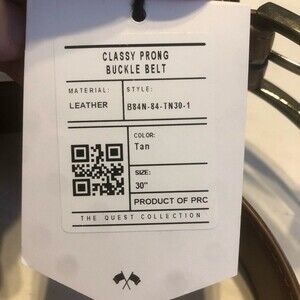 CLASSY PRONG
BUCKLE BELT
MATERIAL:
LEATHER
STYLE:
B84N-84-TN30-1
COLOR:
Tan
SIZE:
30"
PRODUCT OF PRC
THE QUEST COLLECTION